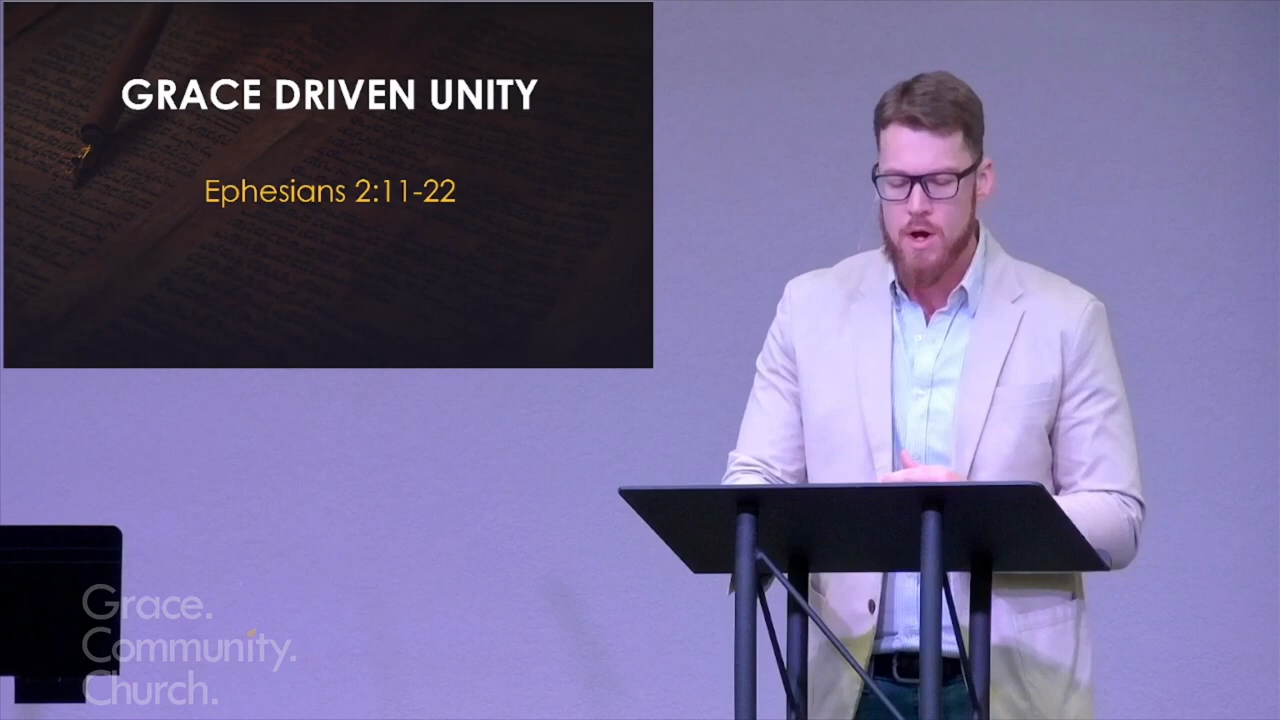 GRACE DRIVEN UNITY
Ephesians 2:11-22
Grace.
Community.
Church.